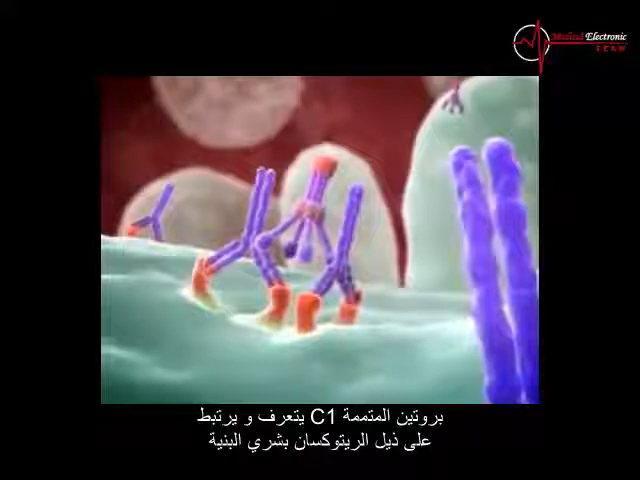 Medical Electronic
TEAM
بروتين المتممة C1 يتعرف و يرتبط
على ذيل الريتوكسان بشري البنية